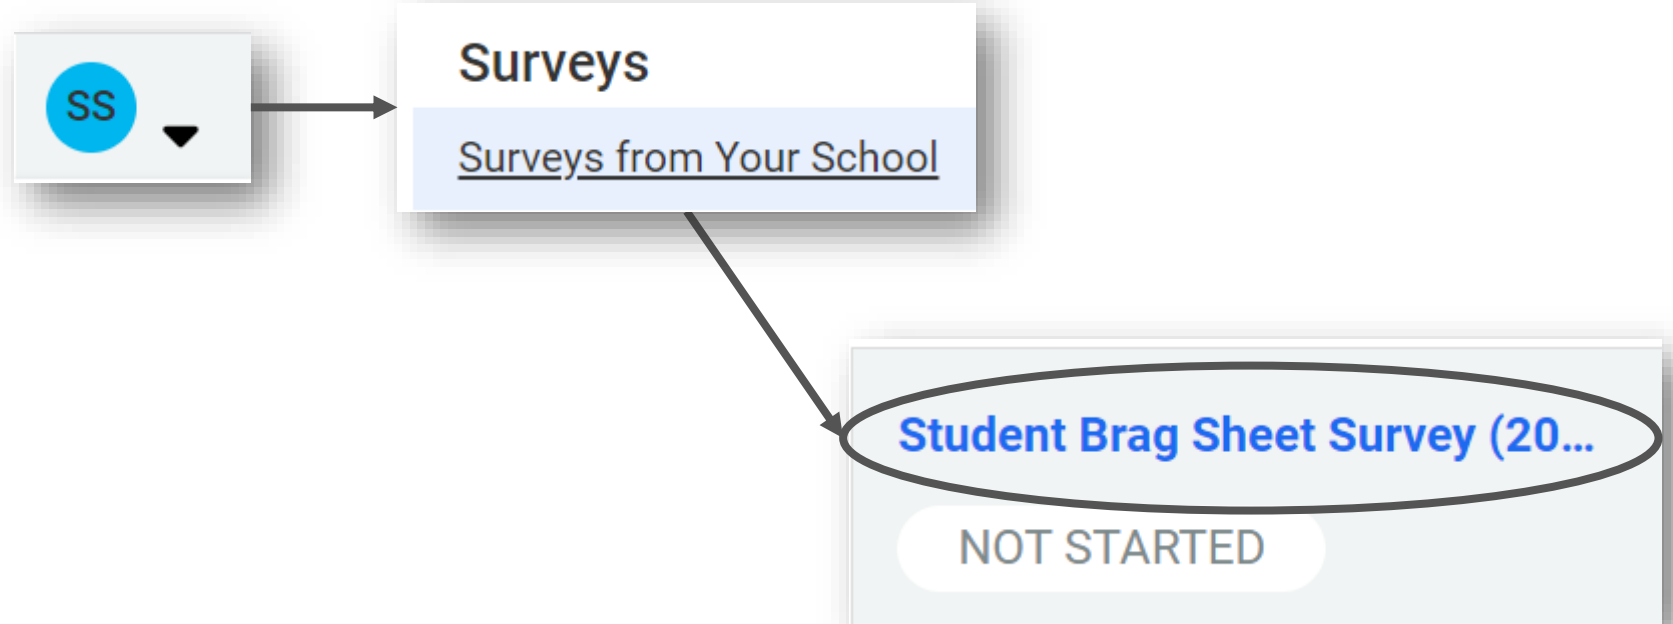 SS
Surveys
Surveys from Your School
Student Brag Sheet Survey (20...
NOT STARTED